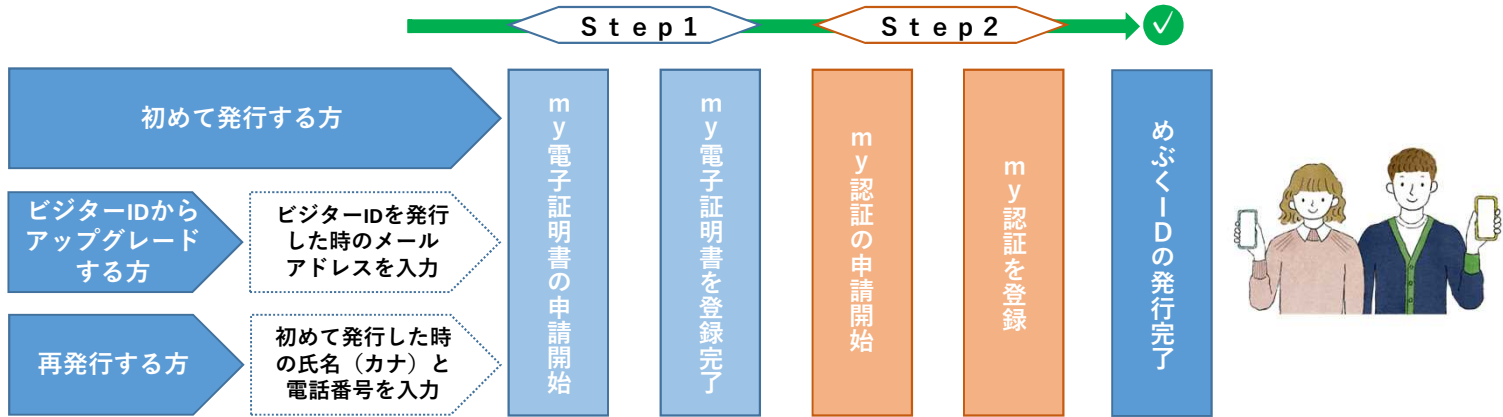 Step1
Step2
初めて発行する方
ビジターIDから
アップグレード
する方
ビジターIDを発行
した時のメール
アドレスを入力
再発行する方
初めて発行した時
の氏名（カナ）と
電話番号を入力
my電子証明書の申請開始
my電子証明書を登録完了
my認証の申請開始
my認証を登録
めぶくIDの発行完了